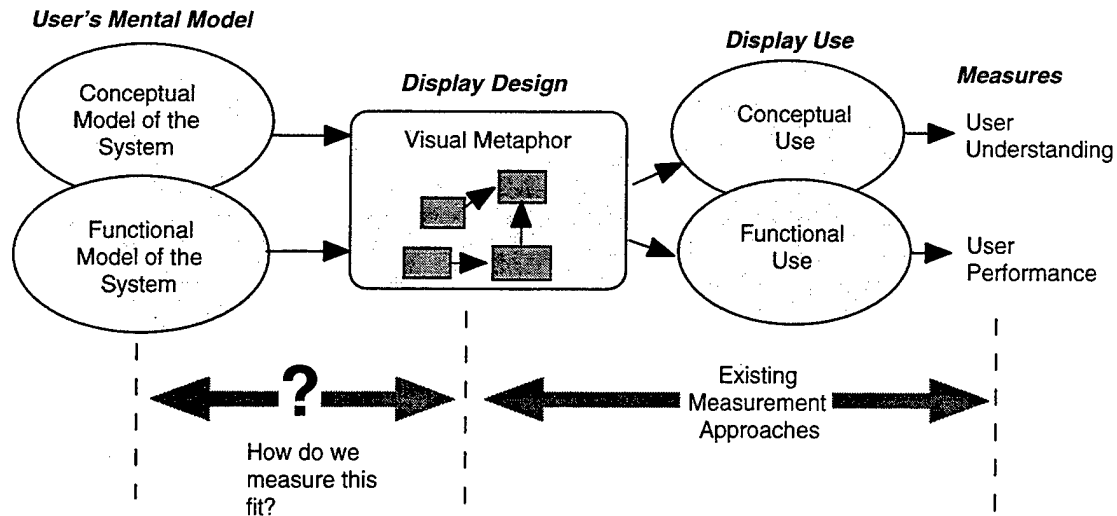 User's Mental Model
Conceptual
Model of the
System
Functional
Model of the
System
Display Design
Visual Metaphor
Display Use
Conceptual
Use
Functional
Use
Measures
User
Understanding
User
Performance
?
How do we
measure this
fit?
Existing
Measurement
Approaches